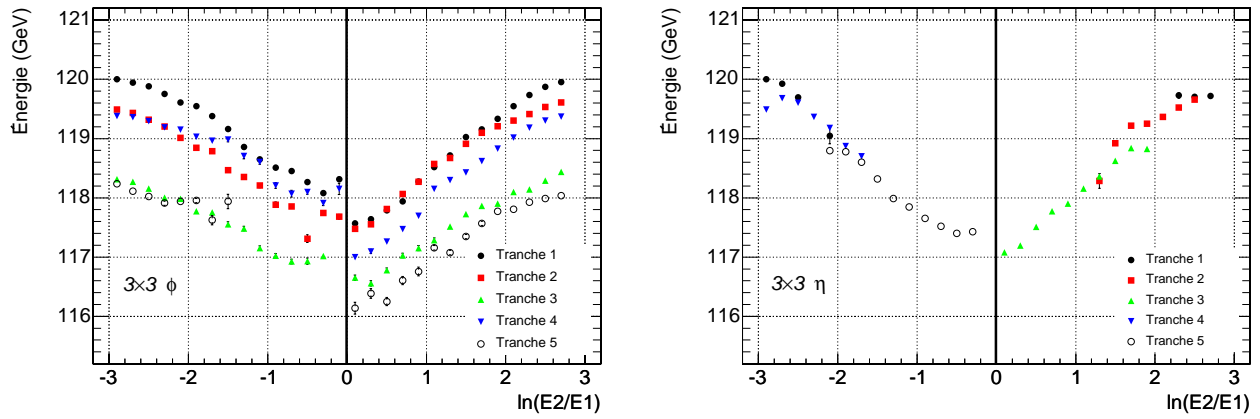 Énergie (GeV)
121
120
119
118
117
116
3×3 ϕ
Tranche 1
Tranche 2
Tranche 3
Tranche 4
Tranche 5
-3 -2 -1 0 1 2 3
ln(E2/E1)
Énergie (GeV)
121
120
119
118
117
116
3×3 η
Tranche 1
Tranche 2
Tranche 3
Tranche 4
Tranche 5
-3 -2 -1 0 1 2 3
ln(E2/E1)